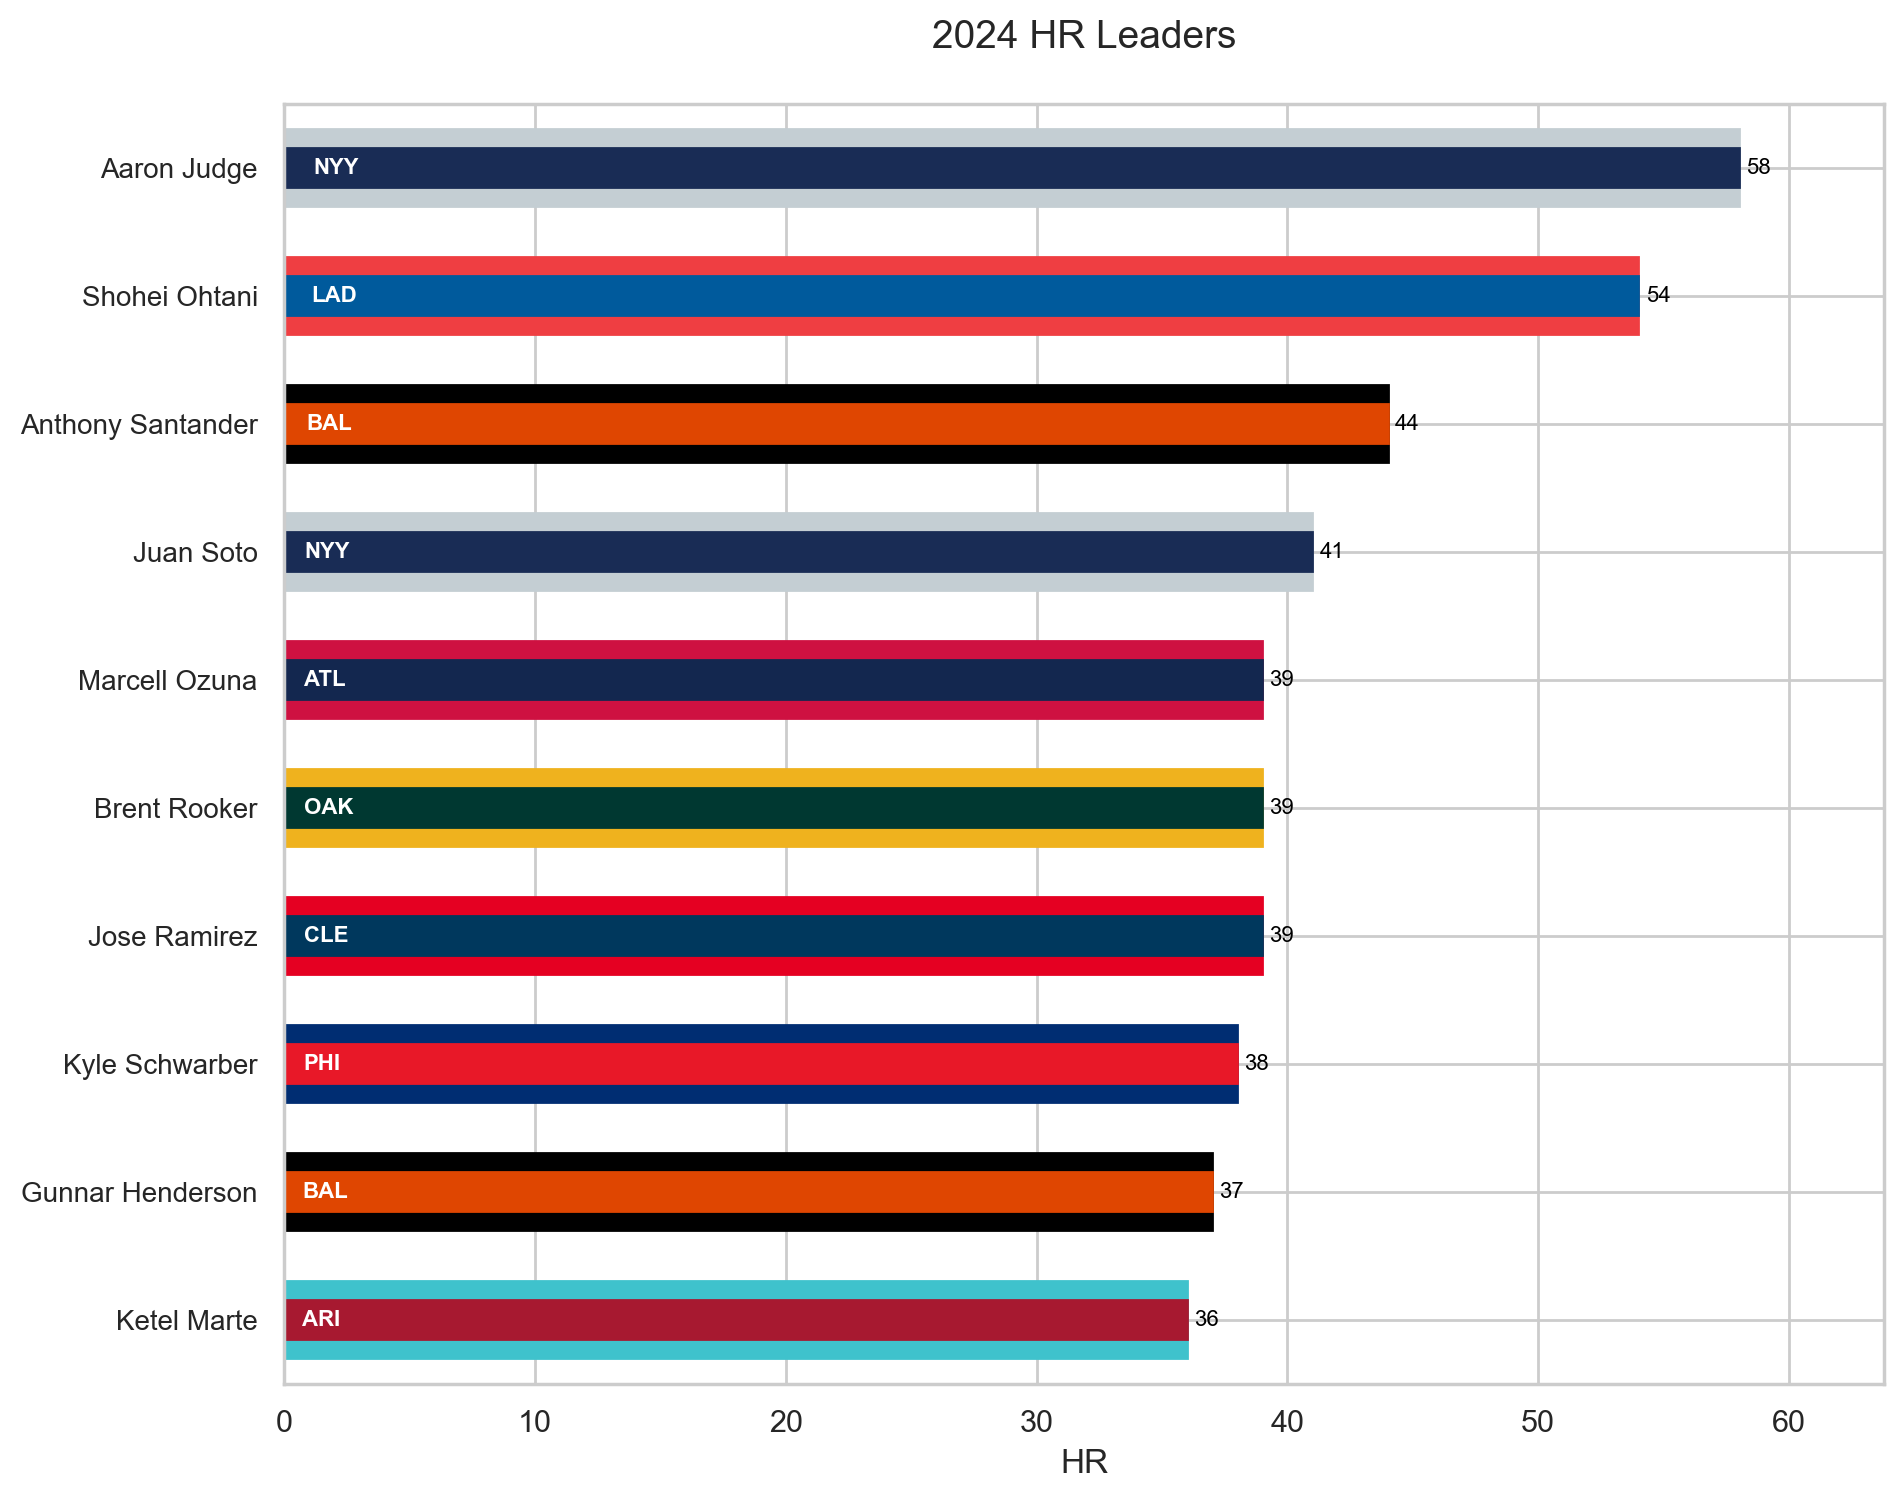 2024 HR Leaders
Aaron Judge NYY 58
Shohei Ohtani LAD 54
Anthony Santander BAL 44
Juan Soto NYY 41
Marcell Ozuna ATL 39
Brent Rooker OAK 39
Jose Ramirez CLE 39
Kyle Schwarber PHI 38
Gunnar Henderson BAL 37
Ketel Marte ARI 36
0 10 20 30 40 50 60
HR